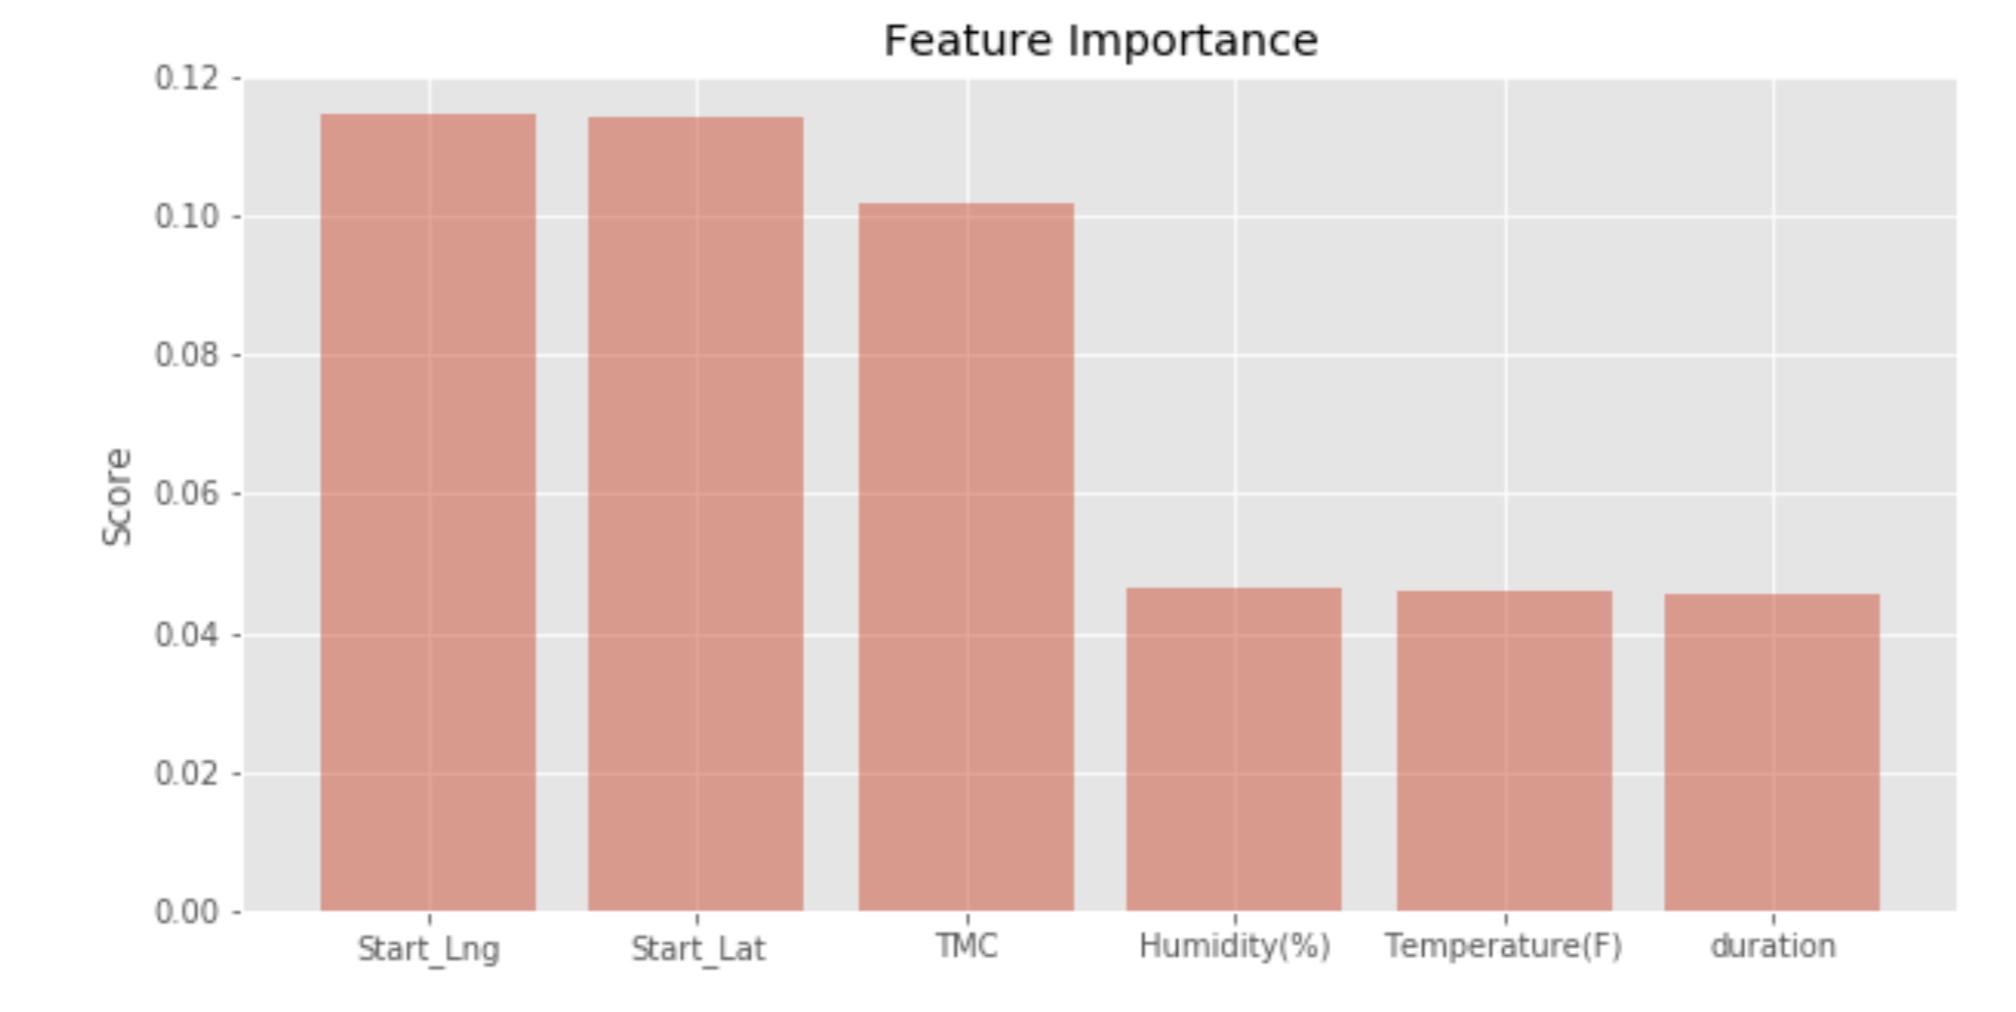 Feature Importance
0.12
0.10
0.08
0.06
0.04
0.02
0.00
Score
Start_Lng
Start_Lat
TMC
Humidity(%)
Temperature(F)
duration